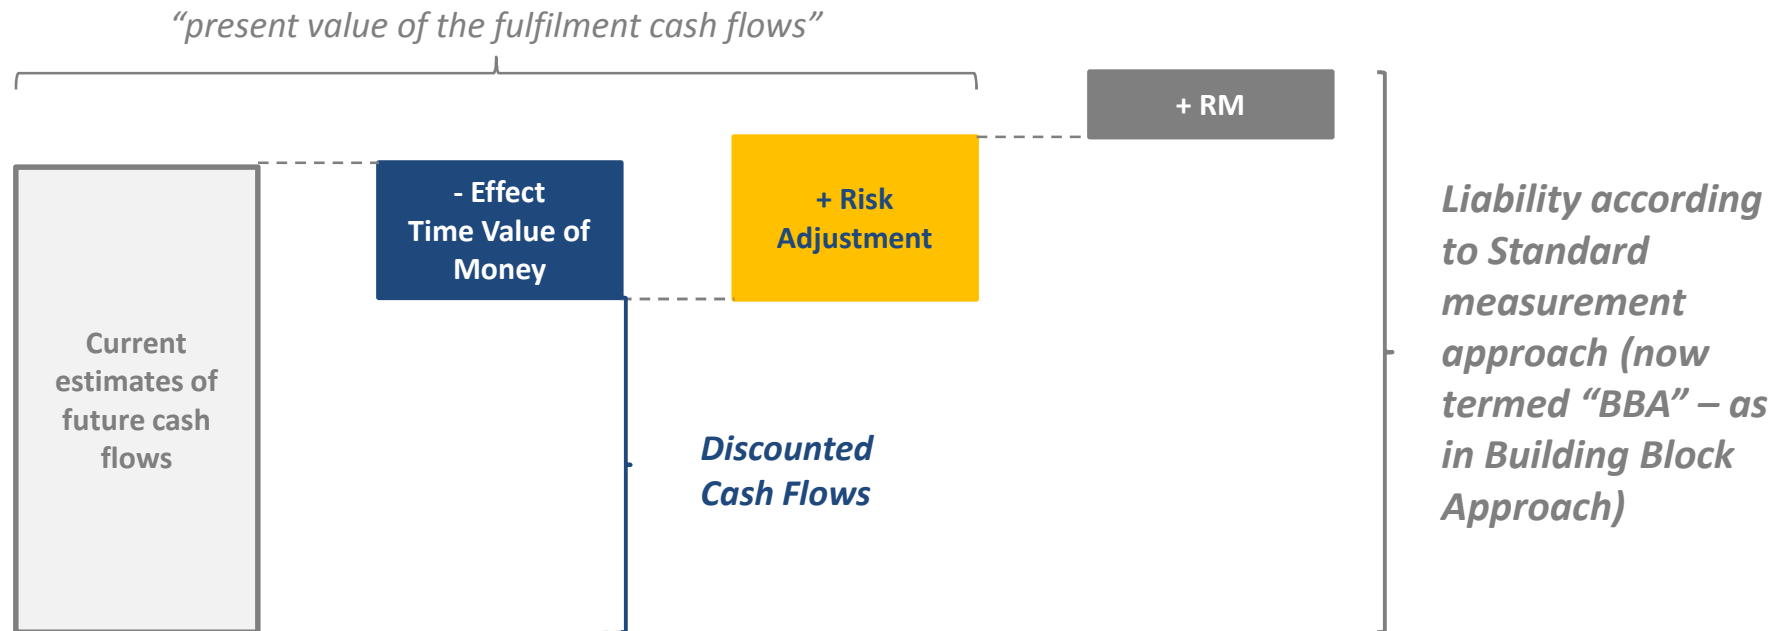 “present value of the fulfilment cash flows”
+ RM
- Effect
Time Value of
Money
+ Risk
Adjustment
Current
estimates of
future cash
flows
Discounted
Cash Flows
Liability according
to Standard
measurement
approach (now
termed “BBA” – as
in Building Block
Approach)